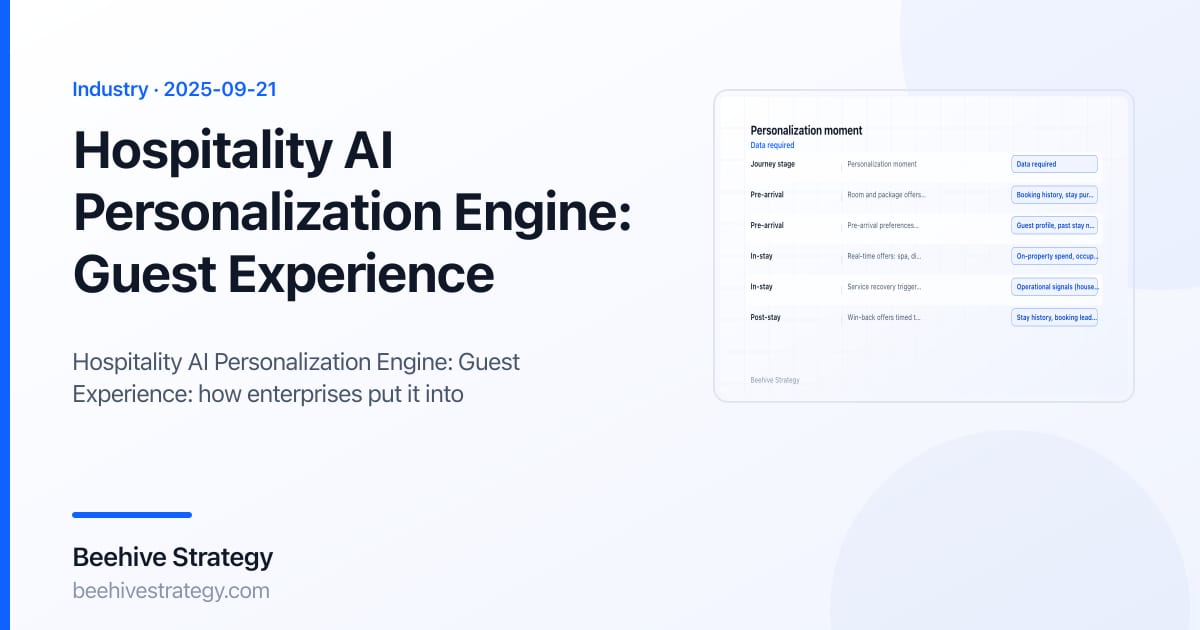 Industry · 2025-09-21
Hospitality AI
Personalization Engine:
Guest Experience
Hospitality AI Personalization Engine: Guest
Experience: how enterprises put it into
Beehive Strategy
beehivestrategy.com
Personalization moment
Data required
Journey stage Personalization moment Data required
Pre-arrival Room and package offers... Booking history, stay pur...
Pre-arrival Pre-arrival preferences... Guest profile, past stay n...
In-stay Real-time offers: spa, di... On-property spend, occup...
In-stay Service recovery trigger... Operational signals (house...
Post-stay Win-back offers timed t... Stay history, booking lead...
Beehive Strategy